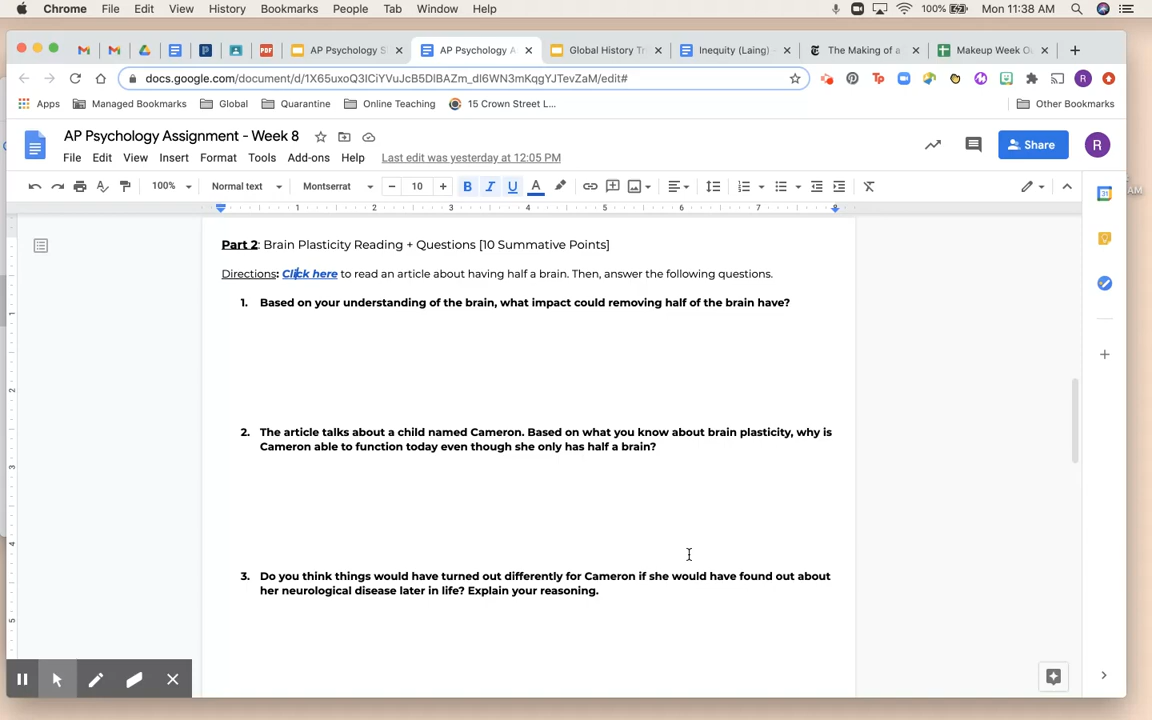 Chrome File Edit View History Bookmarks People Tab Window Help 100% Mon 11:38 AM
AP Psychology S AP Psychology A Global History Tr Inequity (Laing) - The Making of a Makeup Week O
docs.google.com/document/d/1X65uxoQ3ICiYVuJcB5DlBAZm_dI6WN3mKqgYJTevZaM/edit#
Apps Managed Bookmarks Global Quarantine Online Teaching 15 Crown Street L... Other Bookmarks
AP Psychology Assignment - Week 8
File Edit View Insert Format Tools Add-ons Help Last edit was yesterday at 12:05 PM
Share R
100% Normal text Montserrat 10 B I U A
1 2 3 4 5 6 7 8
Part 2: Brain Plasticity Reading + Questions [10 Summative Points]
Directions: Click here to read an article about having half a brain. Then, answer the following questions.
1. Based on your understanding of the brain, what impact could removing half of the brain have?
2. The article talks about a child named Cameron. Based on what you know about brain plasticity, why is
Cameron able to function today even though she only has half a brain?
3. Do you think things would have turned out differently for Cameron if she would have found out about
her neurological disease later in life? Explain your reasoning.